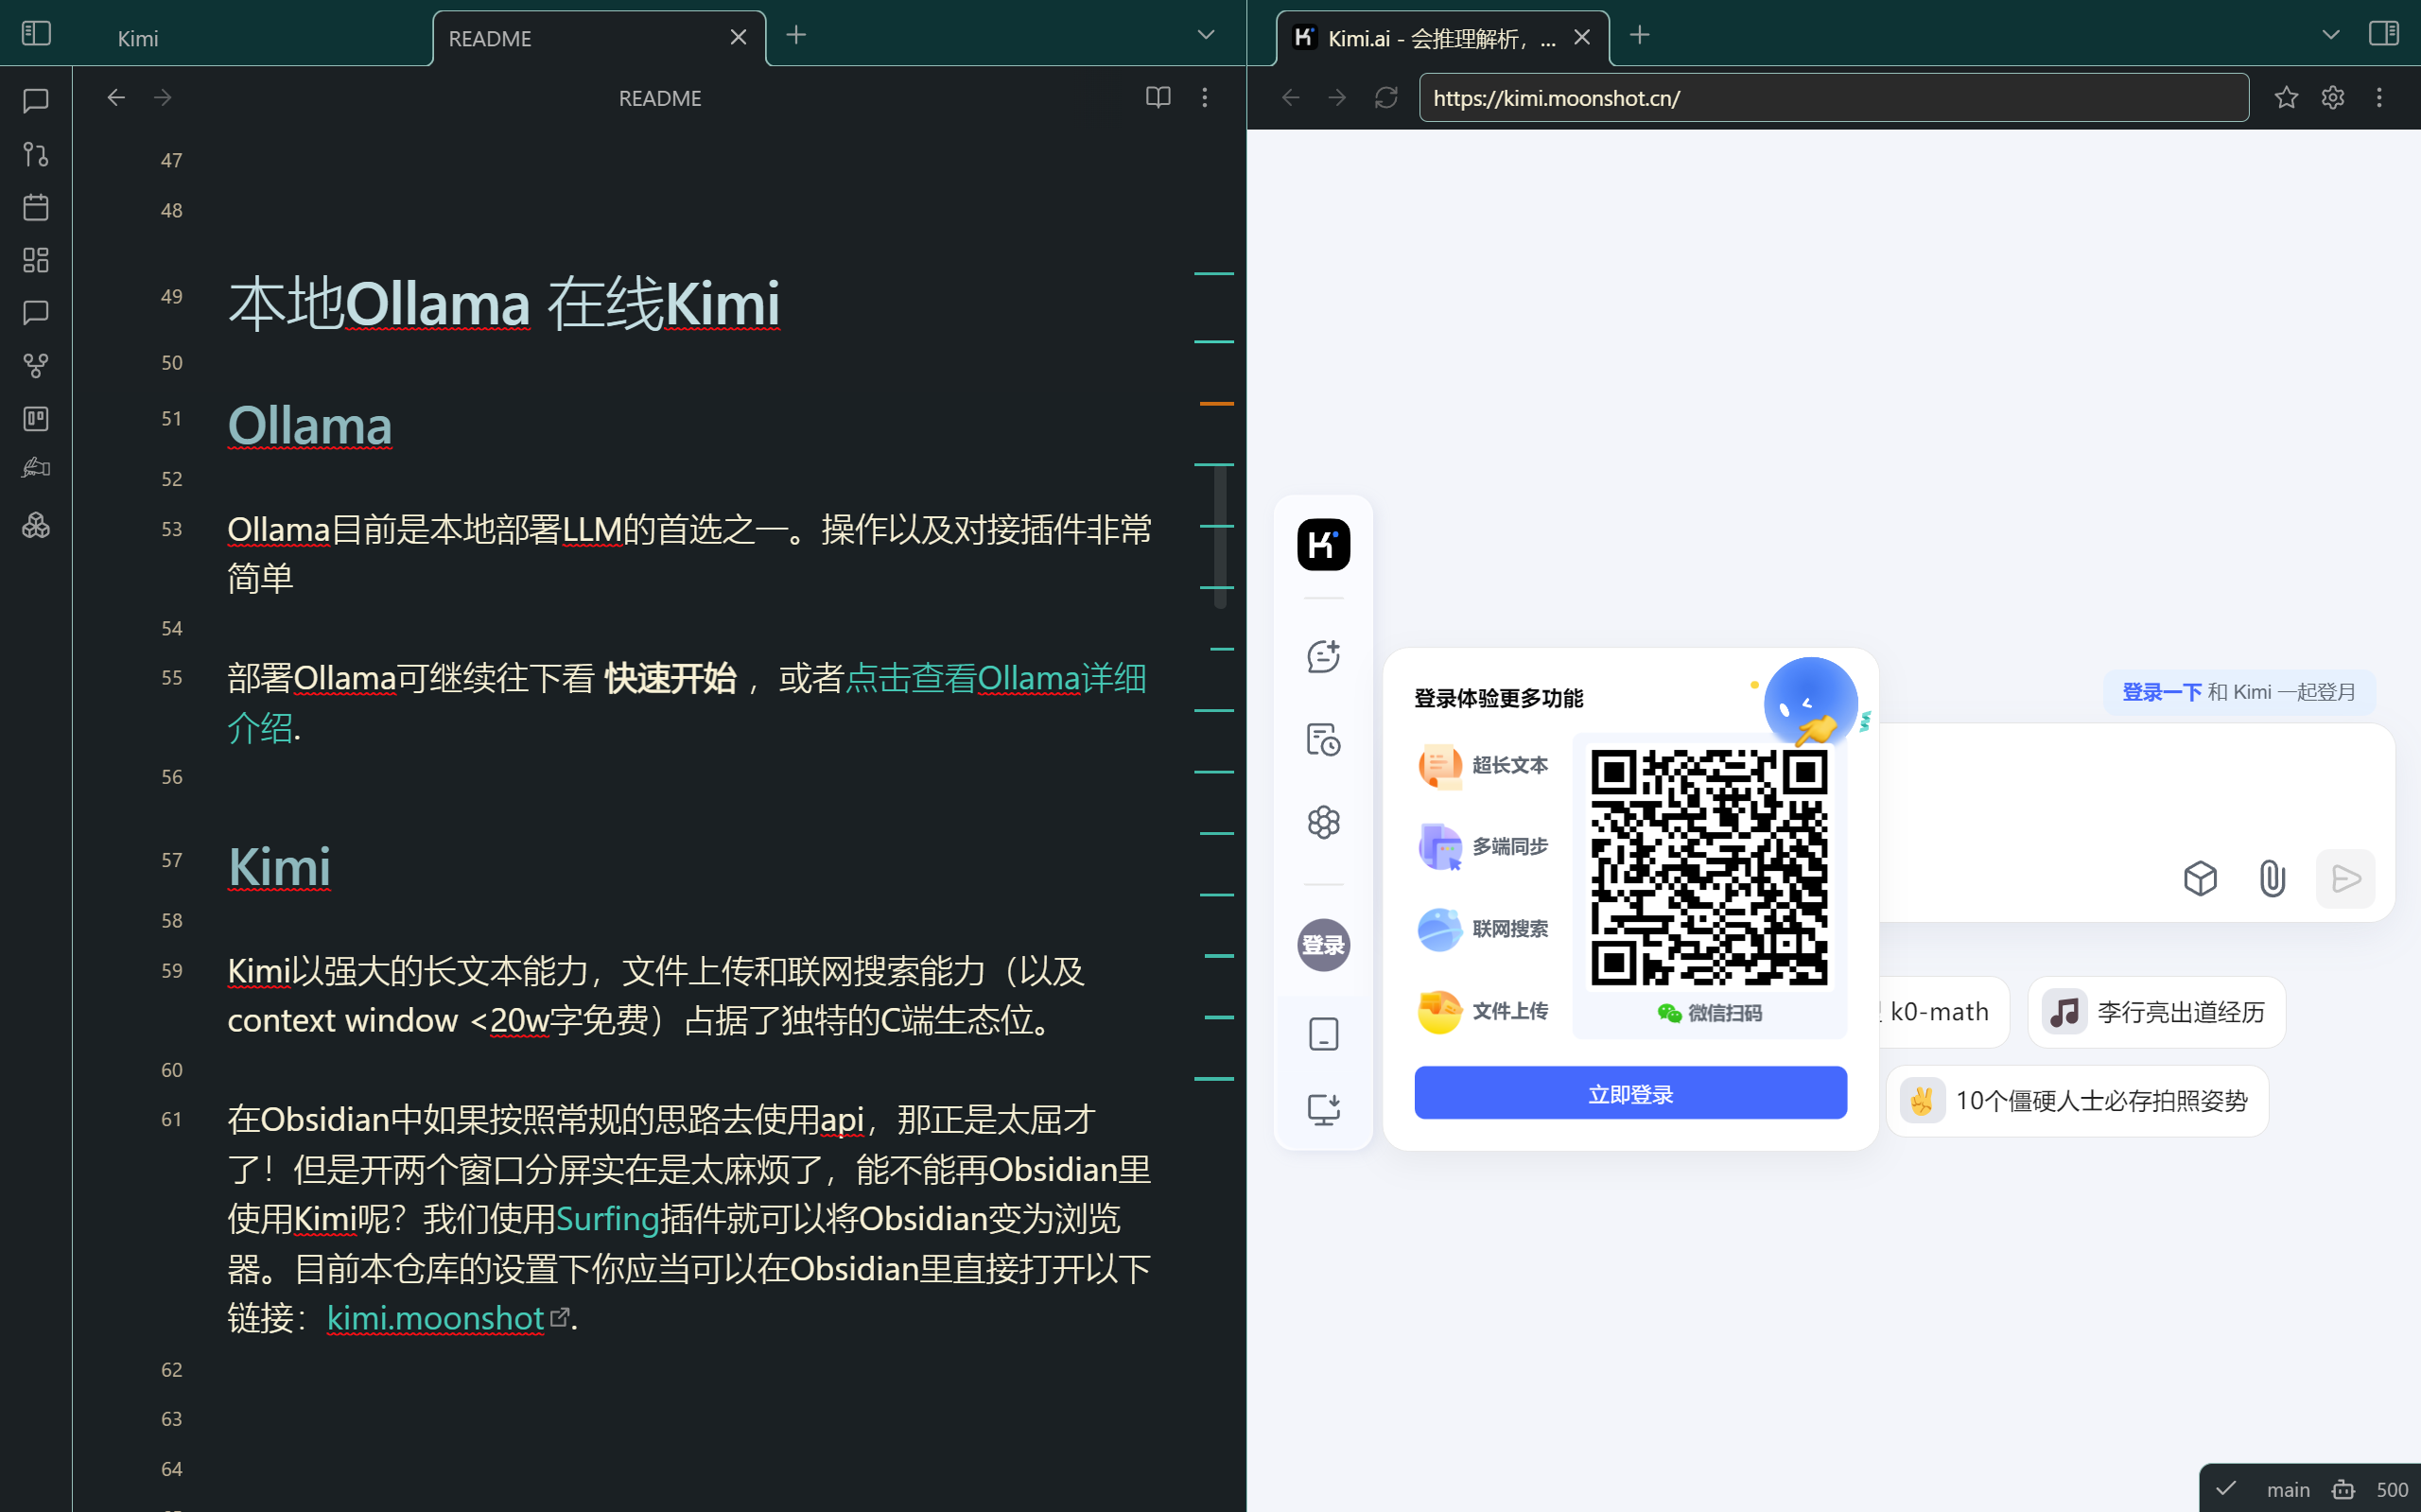 Kimi
README
README
47
48
49
本地Ollama 在线Kimi
50
51
Ollama
52
53
Ollama目前是本地部署LLM的首选之一。操作以及对接插件非常
简单
54
55
部署Ollama可继续往下看 快速开始 ，或者点击查看Ollama详细
介绍.
56
57
Kimi
58
59
Kimi以强大的长文本能力，文件上传和联网搜索能力（以及
context window <20w字免费）占据了独特的C端生态位。
60
61
在Obsidian中如果按照常规的思路去使用api，那正是太屈才
了！但是开两个窗口分屏实在是太麻烦了，能不能再Obsidian里
使用Kimi呢？我们使用Surfing插件就可以将Obsidian变为浏览
器。目前本仓库的设置下你应当可以在Obsidian里直接打开以下
链接：kimi.moonshot.
62
63
64
Kimi.ai - 会推理解析，...
https://kimi.moonshot.cn/
登录
登录体验更多功能
超长文本
多端同步
联网搜索
文件上传
微信扫码
立即登录
登录一下 和 Kimi 一起登月
k0-math
李行亮出道经历
10个僵硬人士必存拍照姿势
main
500